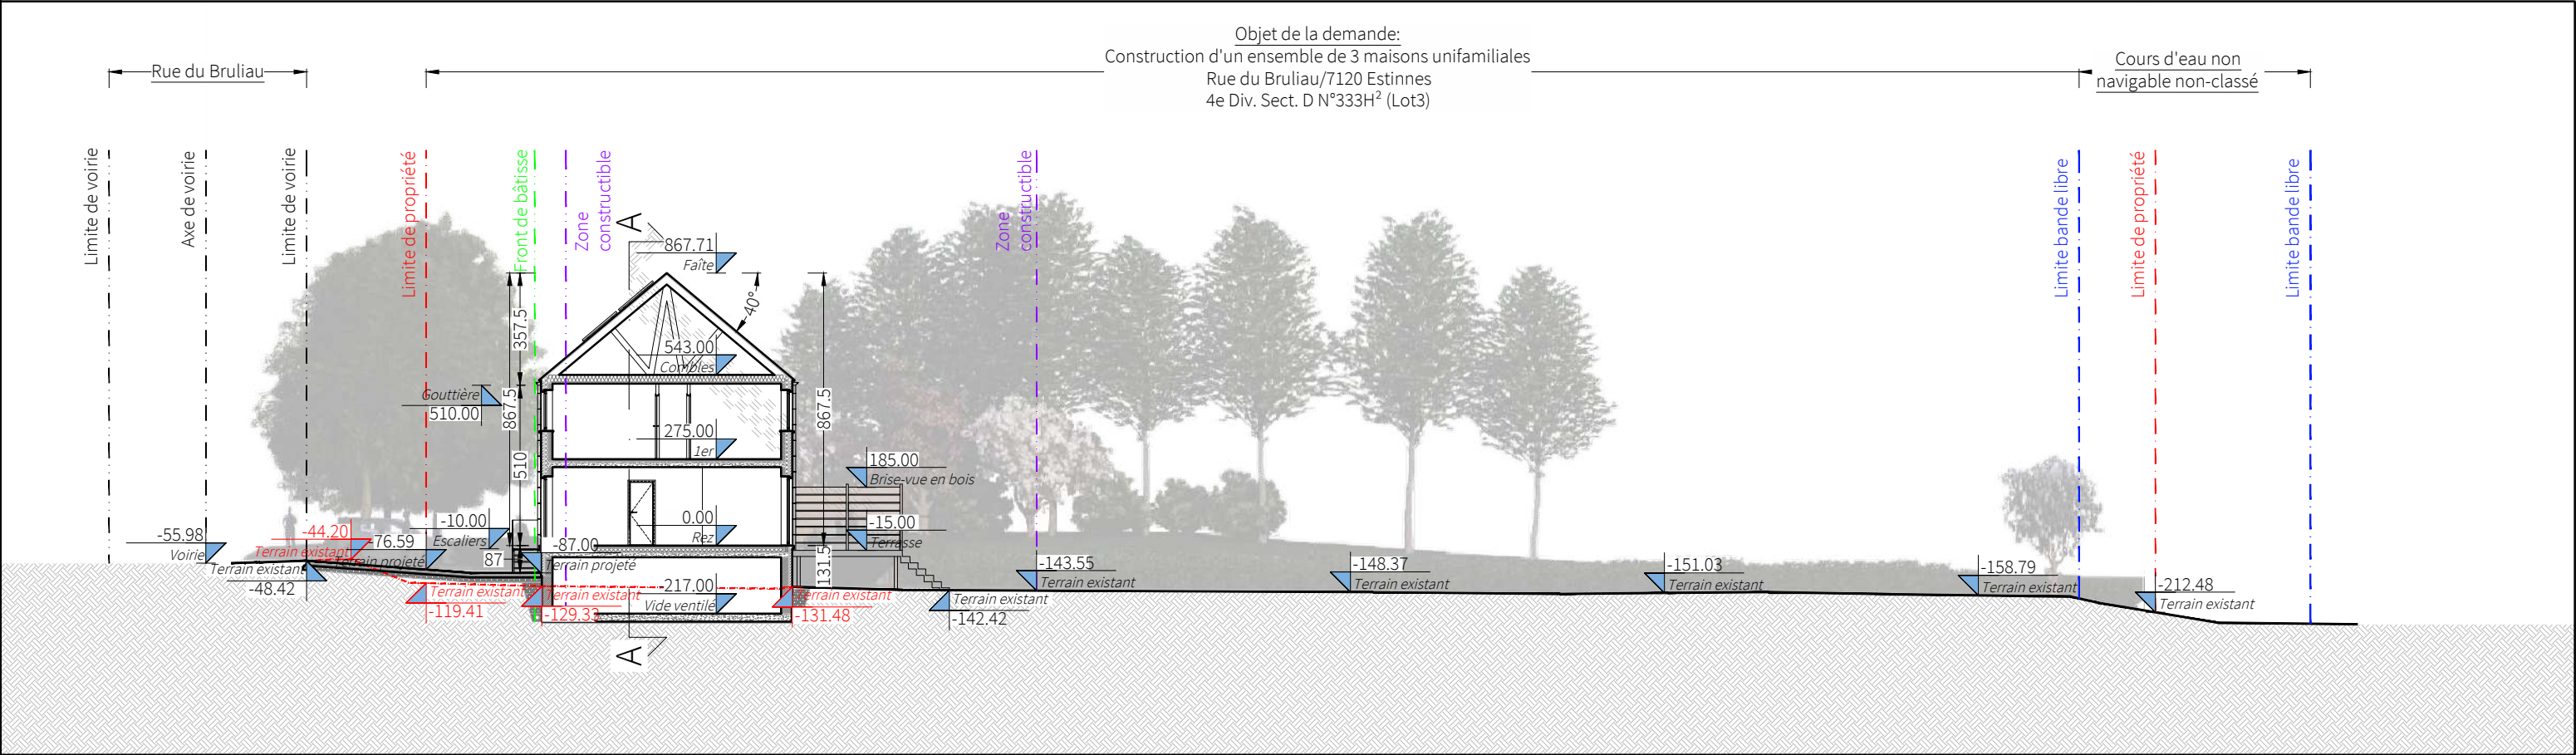 Objet de la demande:
Construction d'un ensemble de 3 maisons unifamiliales
Rue du Bruliau/7120 Estinnes
4e Div. Sect. D N°333H² (Lot3)
Rue du Bruliau
Cours d'eau non
navigable non-classé
Limite de voirie
Axe de voirie
Limite de voirie
Limite de propriété
Front de bâtisse
Zone
constructible
Zone
constructible
Limite bande libre
Limite de propriété
Limite bande libre
A
867.71
Faîte
40°
357.5
867.5
510
87
867.5
131.5
543.00
Combles
Gouttière
510.00
275.00
1er
185.00
Brise-vue en bois
0.00
Rez
-15.00
Terrasse
-10.00
Escaliers
-55.98
Voirie
-44.20
Terrain existant
-76.59
Terrain projeté
-87.00
Terrain projeté
Terrain existant
-48.42
Terrain existant
-119.41
Terrain existant
-129.33
-217.00
Vide ventilé
Terrain existant
-131.48
Terrain existant
-142.42
-143.55
Terrain existant
-148.37
Terrain existant
-151.03
Terrain existant
-158.79
Terrain existant
-212.48
Terrain existant
A